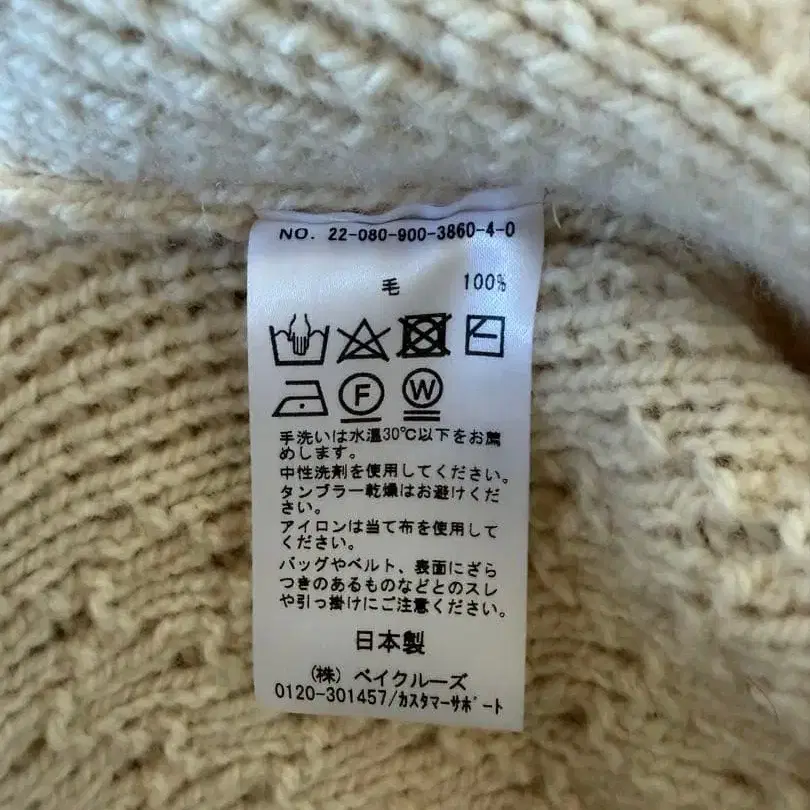 NO. 22-080-900-3860-4-0
毛 100%
F W
手洗いは水温30℃以下をお薦
めします。
中性洗剤を使用してください。
タンブラー乾燥はお避けくだ
さい。
アイロンは当て布を使用して
ください。
バッグやベルト、表面にざら
つきのあるものなどとのスレ
や引っ掛けにご注意ください。
日本製
(株) ベイクルーズ
0120-301457/カスタマーサポート